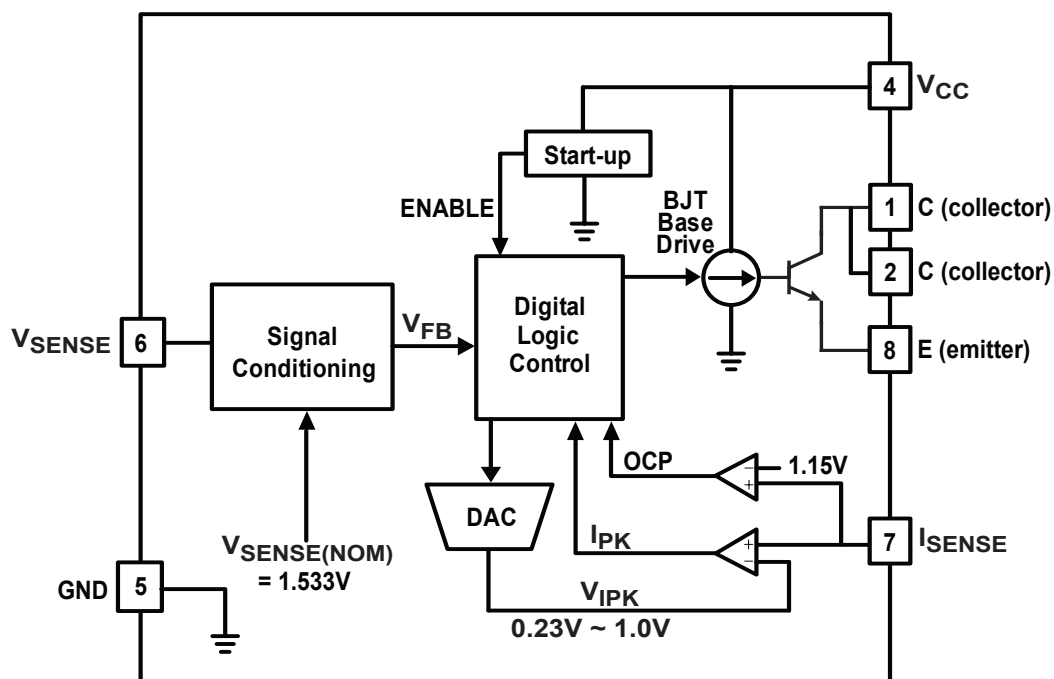 4
VCC
Start-up
ENABLE
BJT
Base
Drive
1
C (collector)
2
C (collector)
8
E (emitter)
VSENSE
6
Signal
Conditioning
VFB
Digital
Logic
Control
OCP
−
+
1.15V
DAC
IPK
+
−
7
ISENSE
VSENSE(NOM)
= 1.533V
GND
5
VIPK
0.23V ~ 1.0V